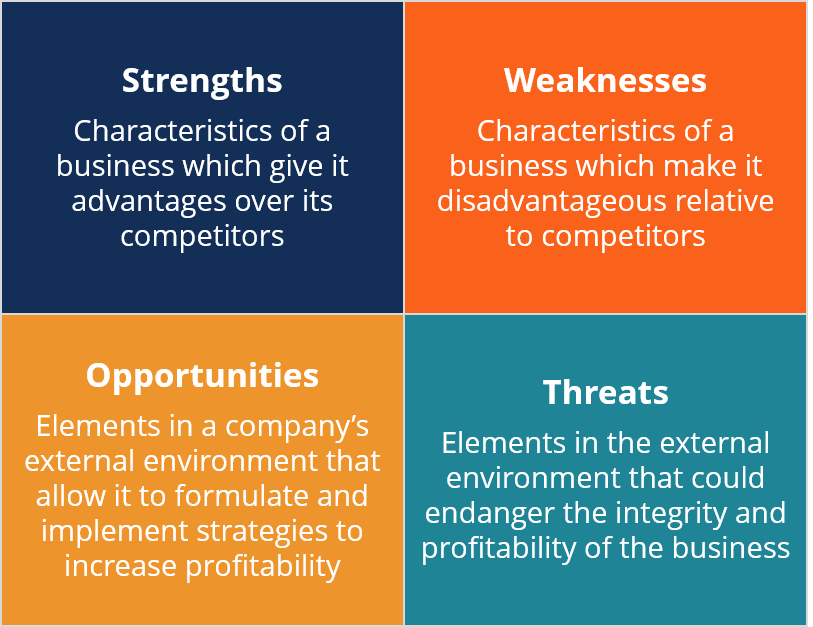 Strengths
Characteristics of a
business which give it
advantages over its
competitors
Weaknesses
Characteristics of a
business which make it
disadvantageous relative
to competitors
Opportunities
Elements in a company’s
external environment that
allow it to formulate and
implement strategies to
increase profitability
Threats
Elements in the external
environment that could
endanger the integrity and
profitability of the business